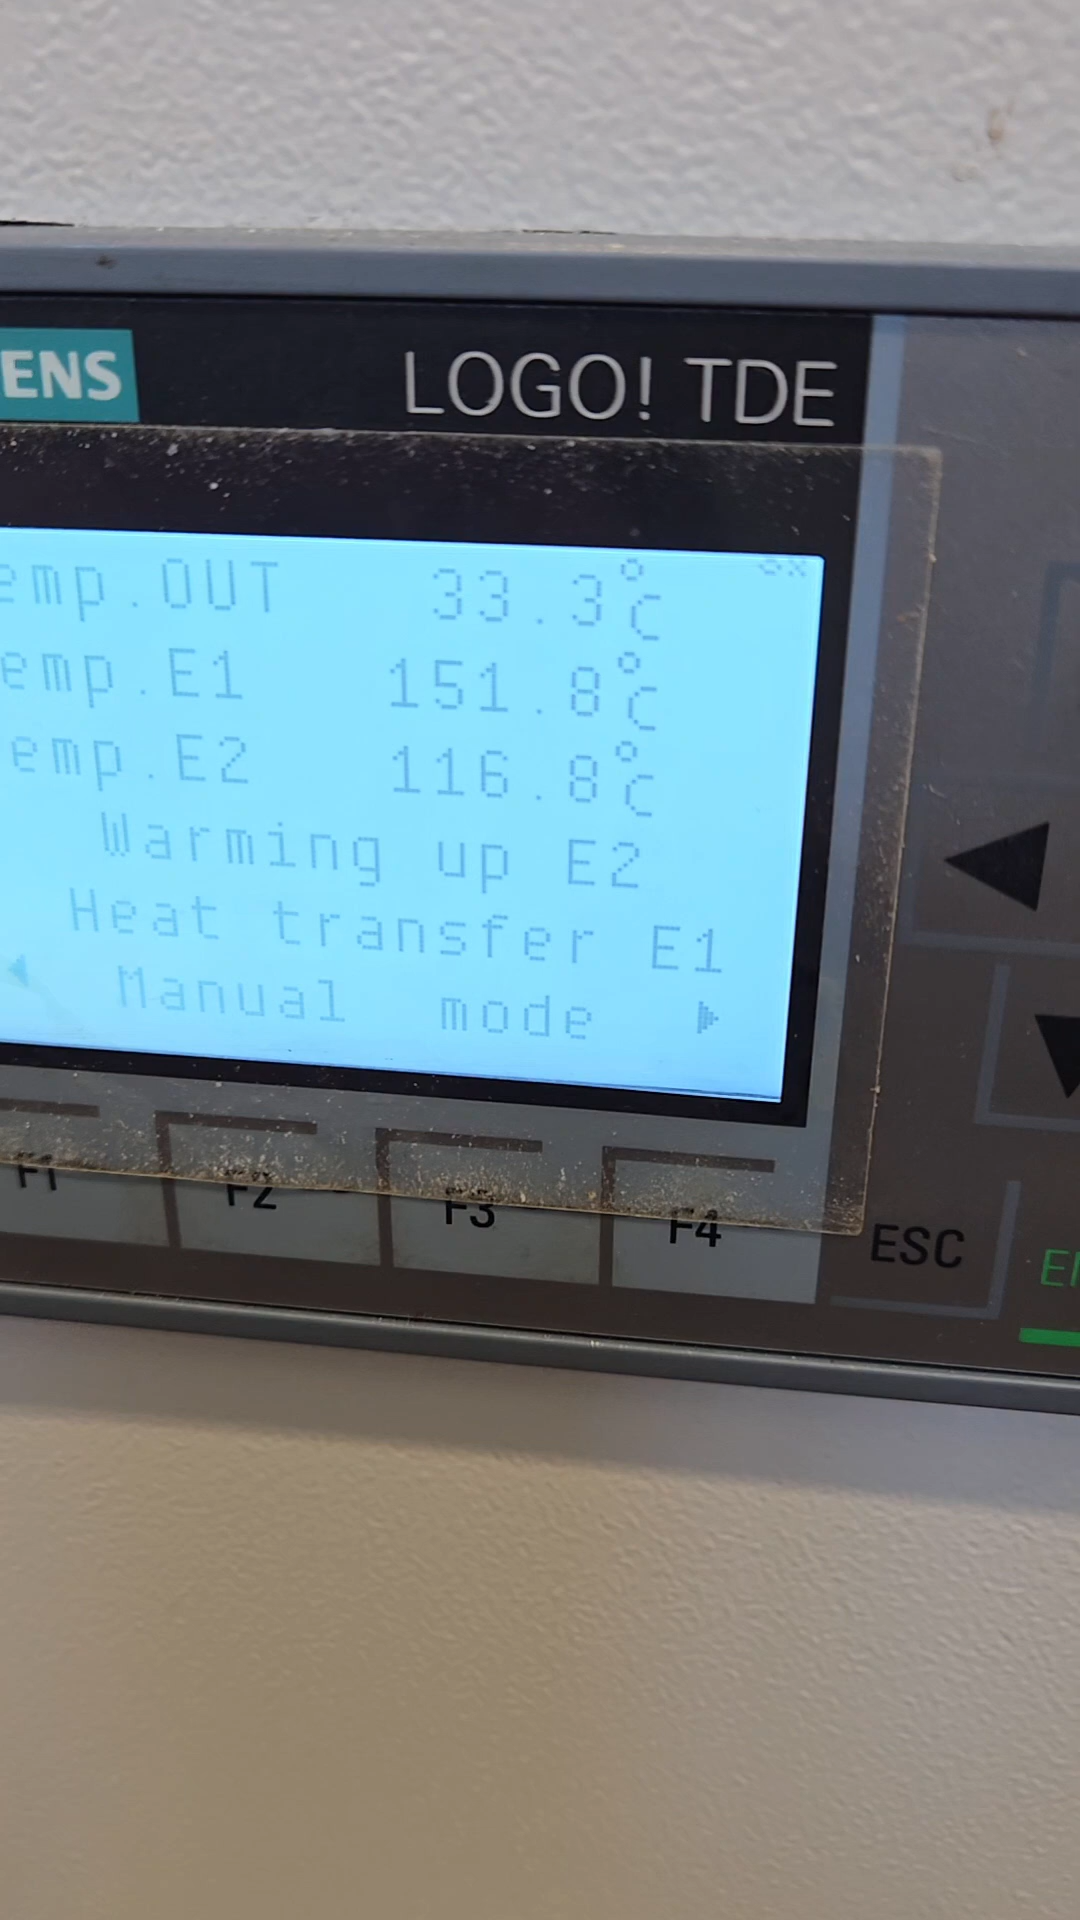 ENS
LOGO! TDE
emp.OUT 33.3°C
emp.E1 151.8°C
emp.E2 116.8°C
Warming up E2
Heat transfer E1
Manual mode
F1 F2 F3 F4 ESC